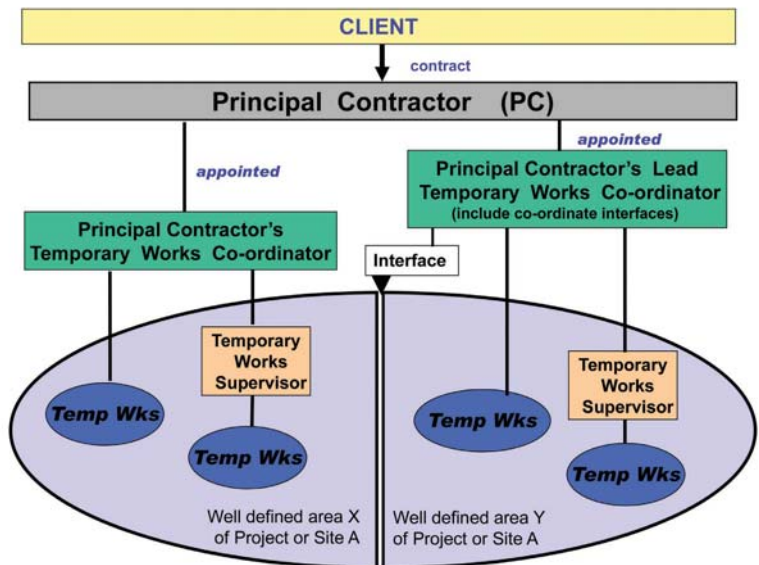 CLIENT
contract
Principal Contractor (PC)
appointed
Principal Contractor's
Temporary Works Co-ordinator
appointed
Principal Contractor's Lead
Temporary Works Co-ordinator
(include co-ordinate interfaces)
Interface
Temporary
Works
Supervisor
Temp Wks
Temp Wks
Temporary
Works
Supervisor
Temp Wks
Temp Wks
Well defined area X
of Project or Site A
Well defined area Y
of Project or Site A